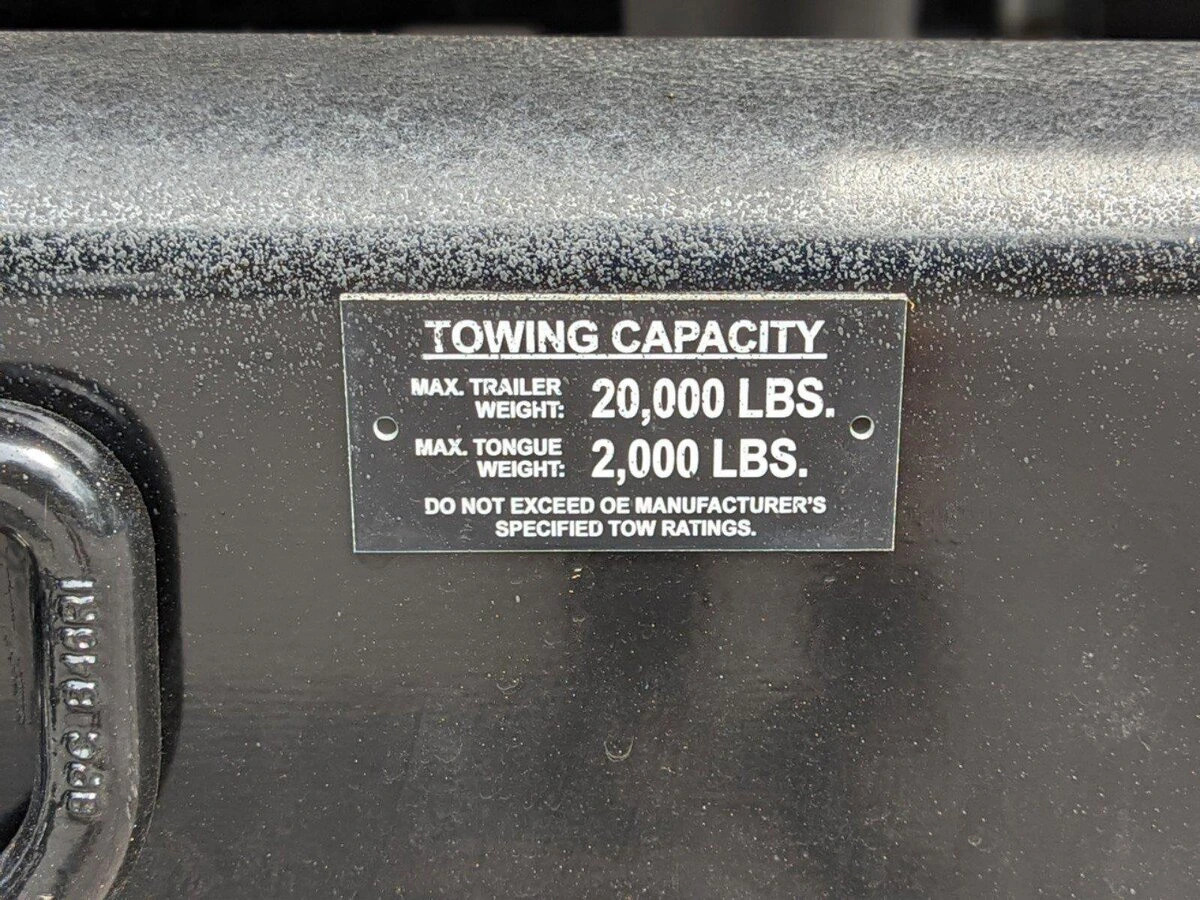 TOWING CAPACITY
MAX. TRAILER
WEIGHT: 20,000 LBS.
MAX. TONGUE
WEIGHT: 2,000 LBS.
DO NOT EXCEED OE MANUFACTURER'S
SPECIFIED TOW RATINGS.